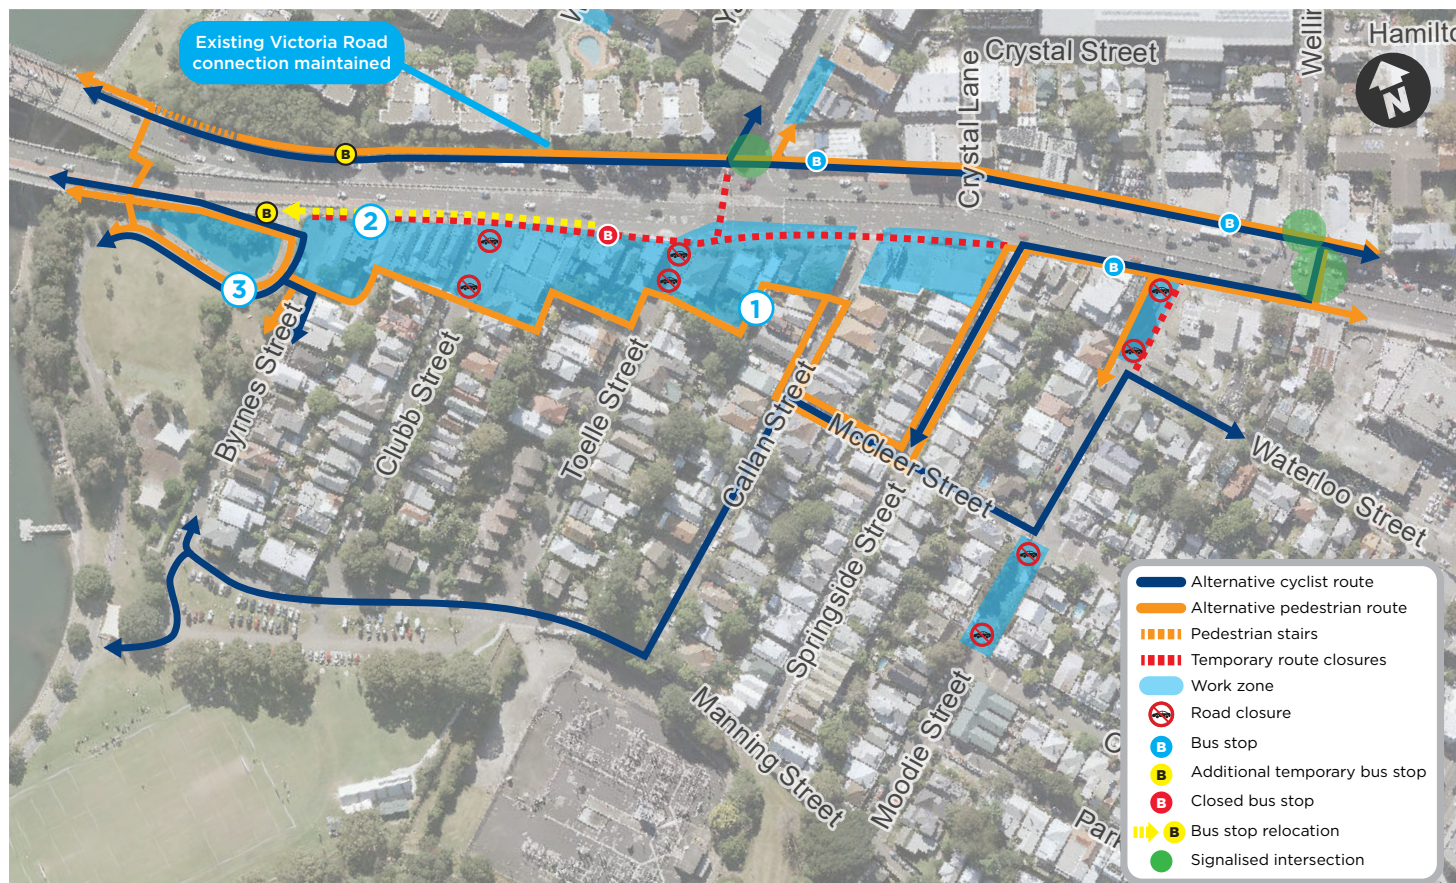 Existing Victoria Road
connection maintained
Crystal Street
Crystal Lane
N
B
B
B
B
B
B
2
3
1
Byrnes Street
Clubb Street
Toelle Street
Callan Street
McCleer Street
Springside Street
Waterloo Street
Manning Street
Moodie Street
Alternative cyclist route
Alternative pedestrian route
Pedestrian stairs
Temporary route closures
Work zone
Road closure
B Bus stop
B Additional temporary bus stop
B Closed bus stop
B Bus stop relocation
Signalised intersection